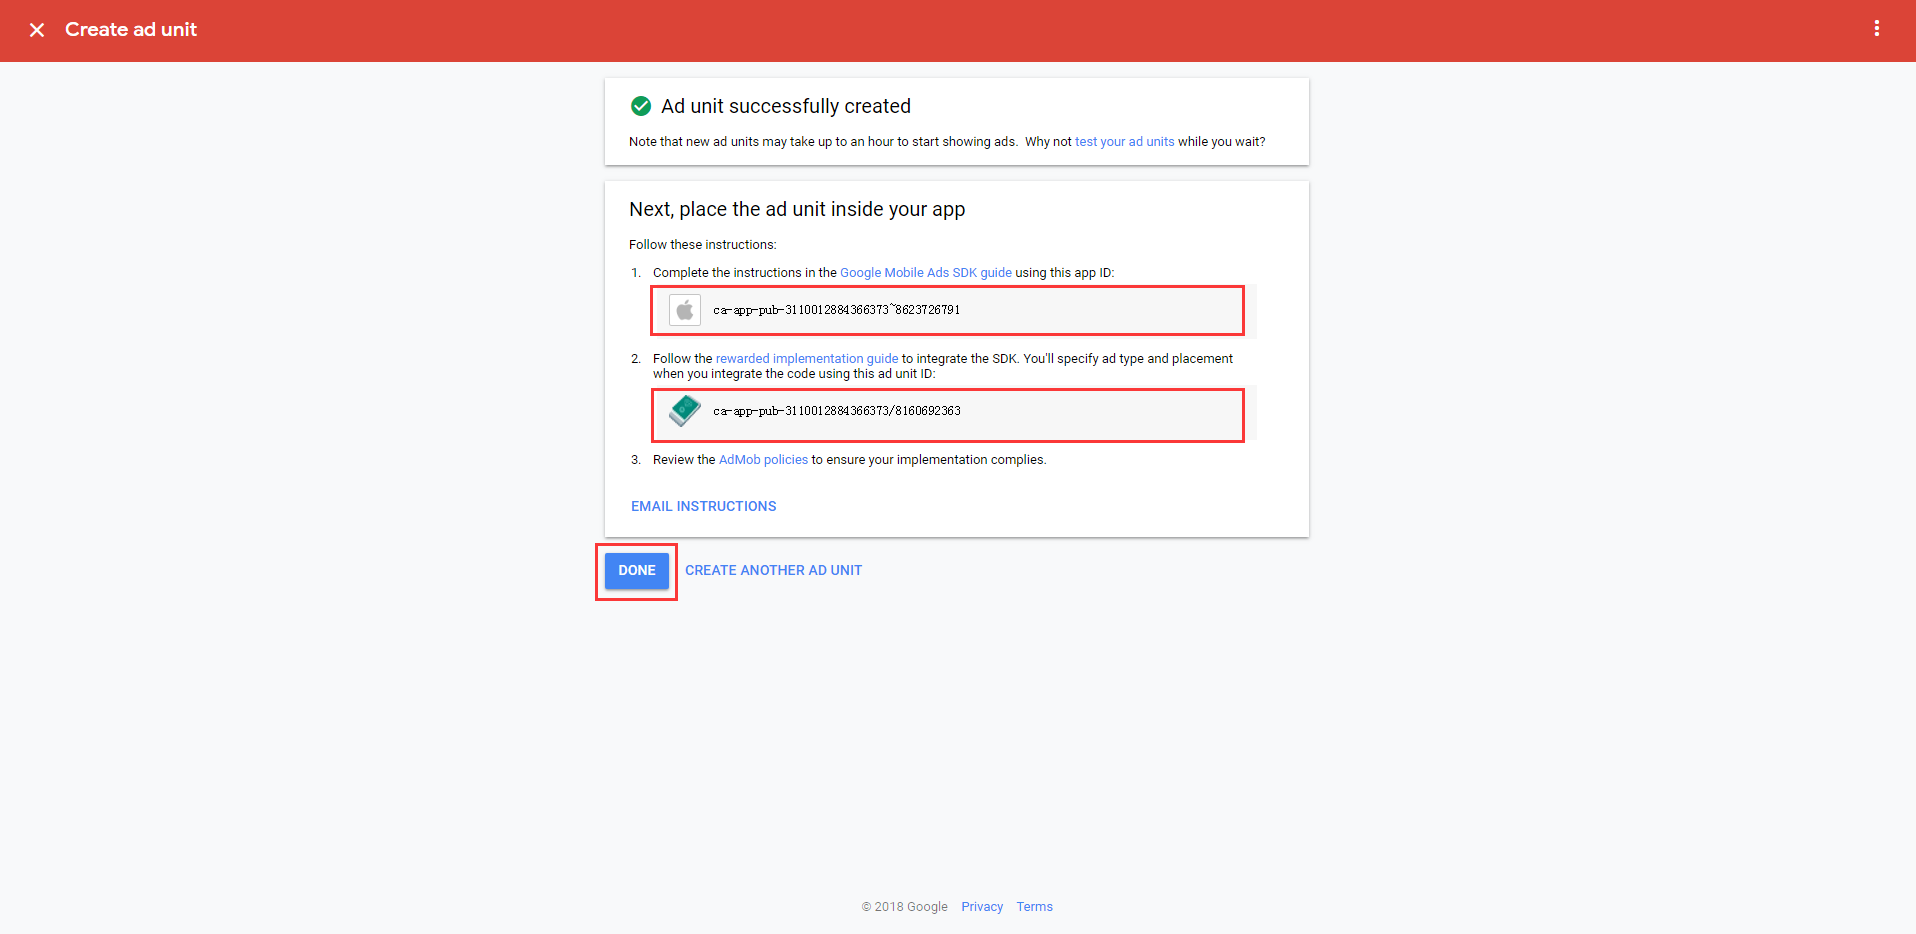 Create ad unit
Ad unit successfully created
Note that new ad units may take up to an hour to start showing ads. Why not test your ad units while you wait?
Next, place the ad unit inside your app
Follow these instructions:
1. Complete the instructions in the Google Mobile Ads SDK guide using this app ID:
ca-app-pub-3110012884366373~8623726791
2. Follow the rewarded implementation guide to integrate the SDK. You'll specify ad type and placement
when you integrate the code using this ad unit ID:
ca-app-pub-3110012884366373/8160692363
3. Review the AdMob policies to ensure your implementation complies.
EMAIL INSTRUCTIONS
DONE CREATE ANOTHER AD UNIT
© 2018 Google Privacy Terms